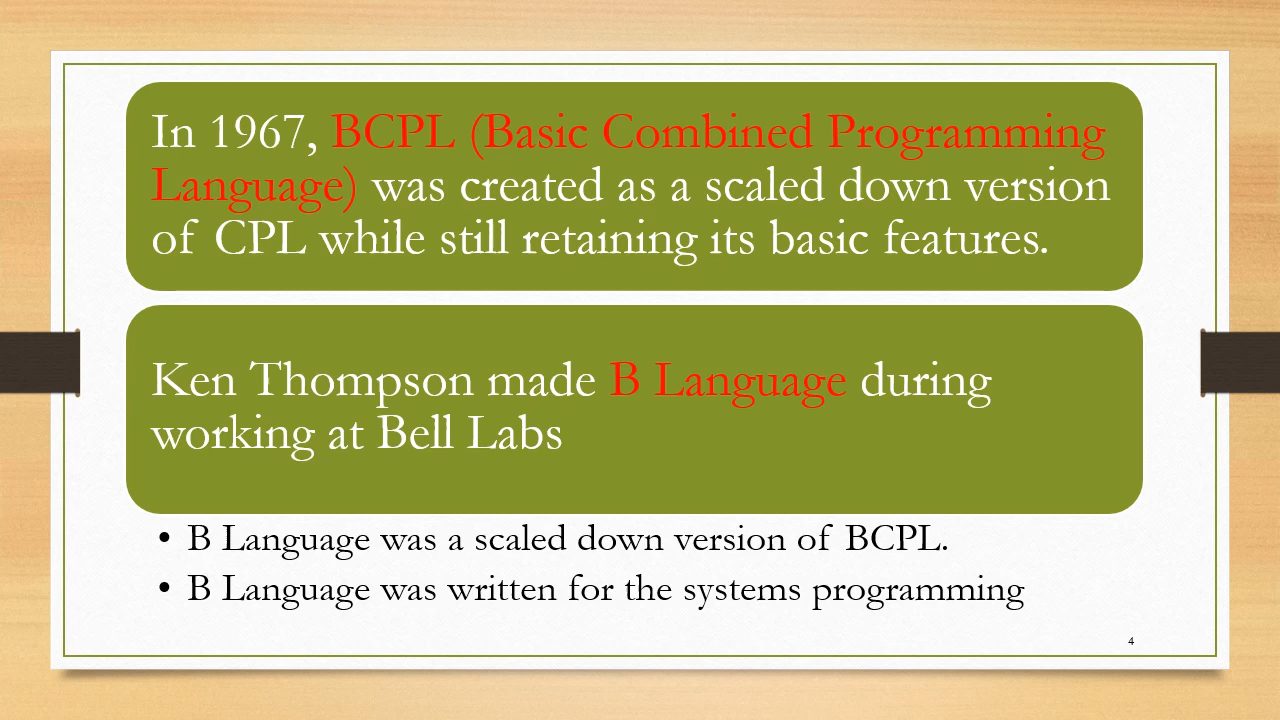 In 1967, BCPL (Basic Combined Programming
Language) was created as a scaled down version
of CPL while still retaining its basic features.
Ken Thompson made B Language during
working at Bell Labs
• B Language was a scaled down version of BCPL.
• B Language was written for the systems programming
4